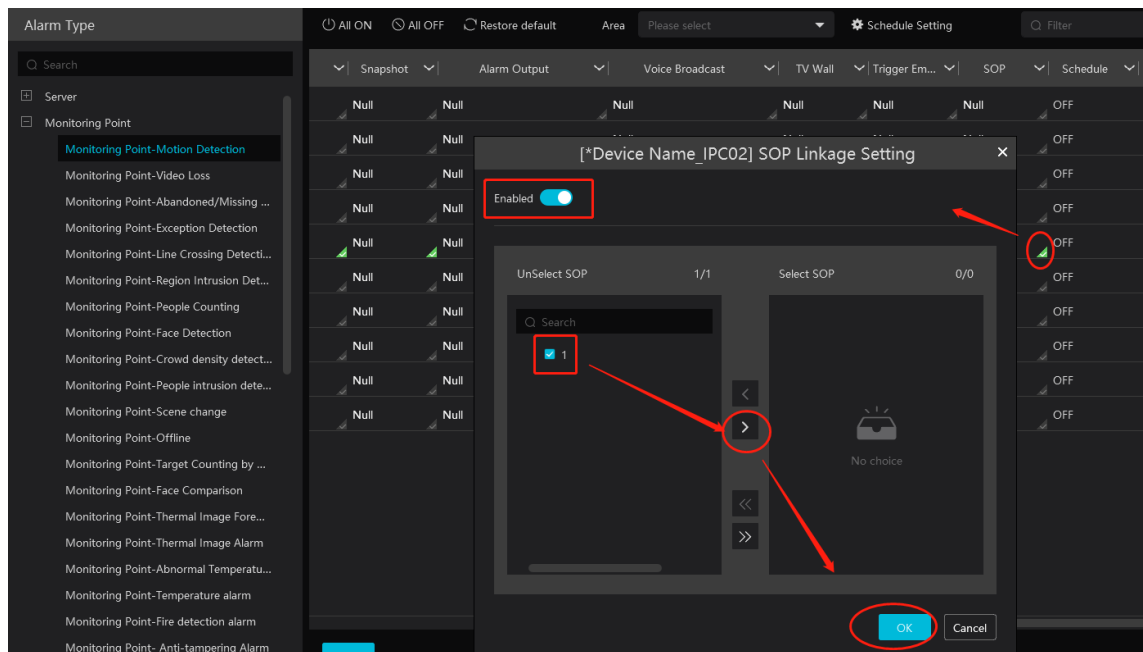 Alarm Type
All ON All OFF Restore default Area Please select Schedule Setting Filter
Search
Snapshot Alarm Output Voice Broadcast TV Wall Trigger Em... SOP Schedule
Server
Monitoring Point
Monitoring Point-Motion Detection
Monitoring Point-Video Loss
Monitoring Point-Abandoned/Missing ...
Monitoring Point-Exception Detection
Monitoring Point-Line Crossing Detecti...
Monitoring Point-Region Intrusion Det...
Monitoring Point-People Counting
Monitoring Point-Face Detection
Monitoring Point-Crowd density detect...
Monitoring Point-People intrusion dete...
Monitoring Point-Scene change
Monitoring Point-Offline
Monitoring Point-Target Counting by ...
Monitoring Point-Face Comparison
Monitoring Point-Thermal Image Fore...
Monitoring Point-Thermal Image Alarm
Monitoring Point-Abnormal Temperatu...
Monitoring Point-Temperature alarm
Monitoring Point-Fire detection alarm
Monitoring Point- Anti-tampering Alarm
Null Null Null Null Null Null OFF
Null Null OFF
Null Null OFF
Null Null OFF
Null Null OFF
Null Null OFF
Null Null OFF
Null Null OFF
Null Null OFF
Null Null OFF
[*Device Name_IPC02] SOP Linkage Setting
Enabled
UnSelect SOP 1/1 Select SOP 0/0
Search
1
No choice
OK Cancel